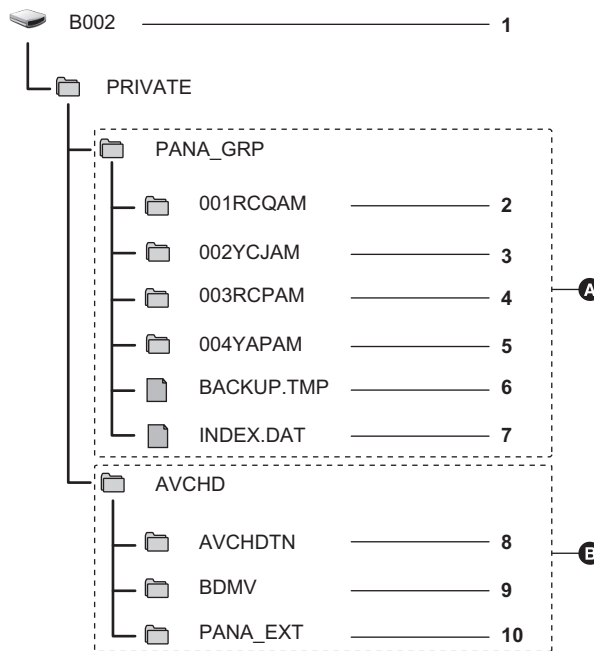 B002 1
PRIVATE
PANA_GRP
001RCQAM 2
002YCJAM 3
003RCPAM 4
A
004YAPAM 5
BACKUP.TMP 6
INDEX.DAT 7
AVCHD
AVCHDTN 8
B
BDMV 9
PANA_EXT 10